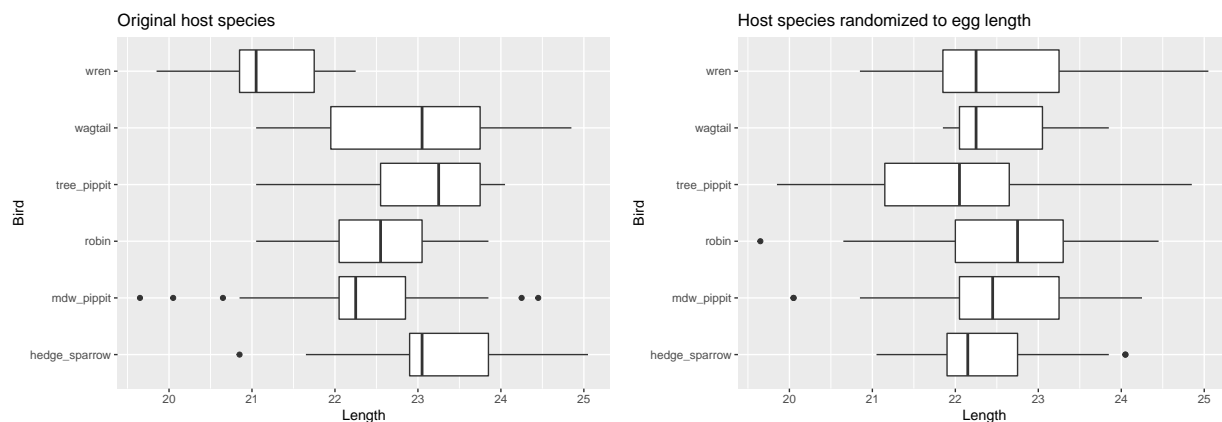 Original host species
wren
wagtail
tree_pippit
robin
mdw_pippit
hedge_sparrow
Bird
20 21 22 23 24 25
Length
Host species randomized to egg length
wren
wagtail
tree_pippit
robin
mdw_pippit
hedge_sparrow
Bird
20 21 22 23 24 25
Length